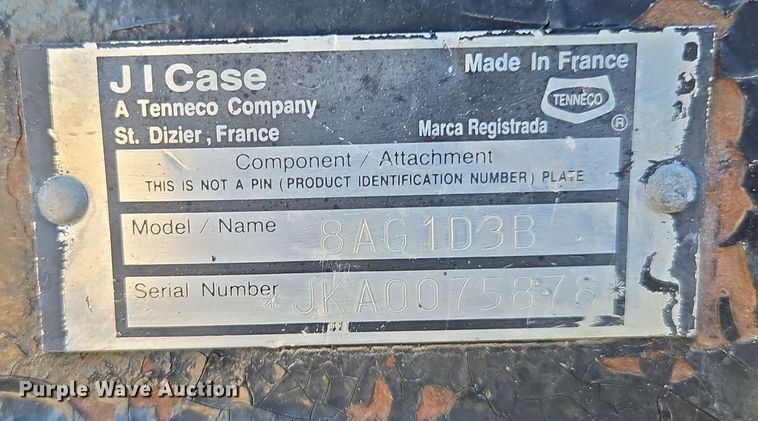 J I Case
A Tenneco Company
St. Dizier, France
Made In France
TENNECO
Marca Registrada ®
Component / Attachment
THIS IS NOT A PIN (PRODUCT IDENTIFICATION NUMBER) PLATE
Model / Name 8AG1D3B
Serial Number *JKA0075878*
Purple Wave Auction